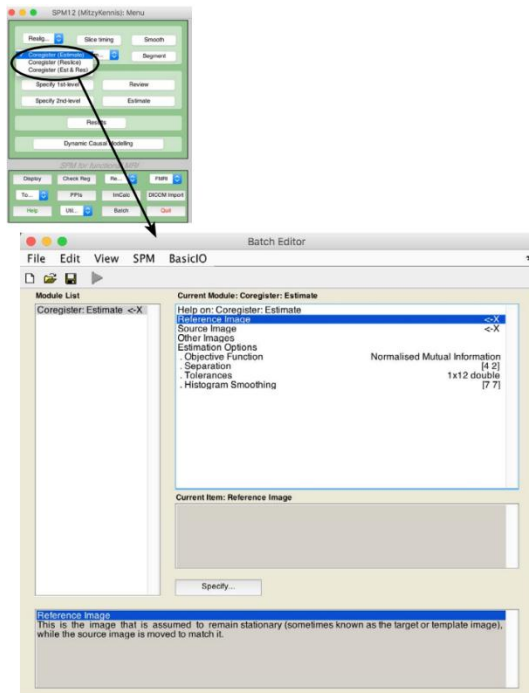 SPM12 (MitzyKennis): Menu
Realig...
Slice timing
Smooth
Coregister (Estimate)
Coregister (Reslice)
Coregister (Est & Res)
Segment
Specify 1st-level
Review
Specify 2nd-level
Estimate
Results
Dynamic Causal Modelling
SPM for functional MRI
Display
Check Reg
Re...
FMRI
To...
PPIs
ImCalc
DICOM Import
Help
Uti...
Batch
Quit
Batch Editor
File Edit View SPM BasicIO
Module List
Current Module: Coregister: Estimate
Coregister: Estimate <-X
Help on: Coregister: Estimate
Reference Image <-X
Source Image <-X
Other Images
Estimation Options
. Objective Function Normalised Mutual Information
. Separation [4 2]
. Tolerances 1x12 double
. Histogram Smoothing [7 7]
Current Item: Reference Image
Specify...
Reference Image
This is the image that is assumed to remain stationary (sometimes known as the target or template image),
while the source image is moved to match it.